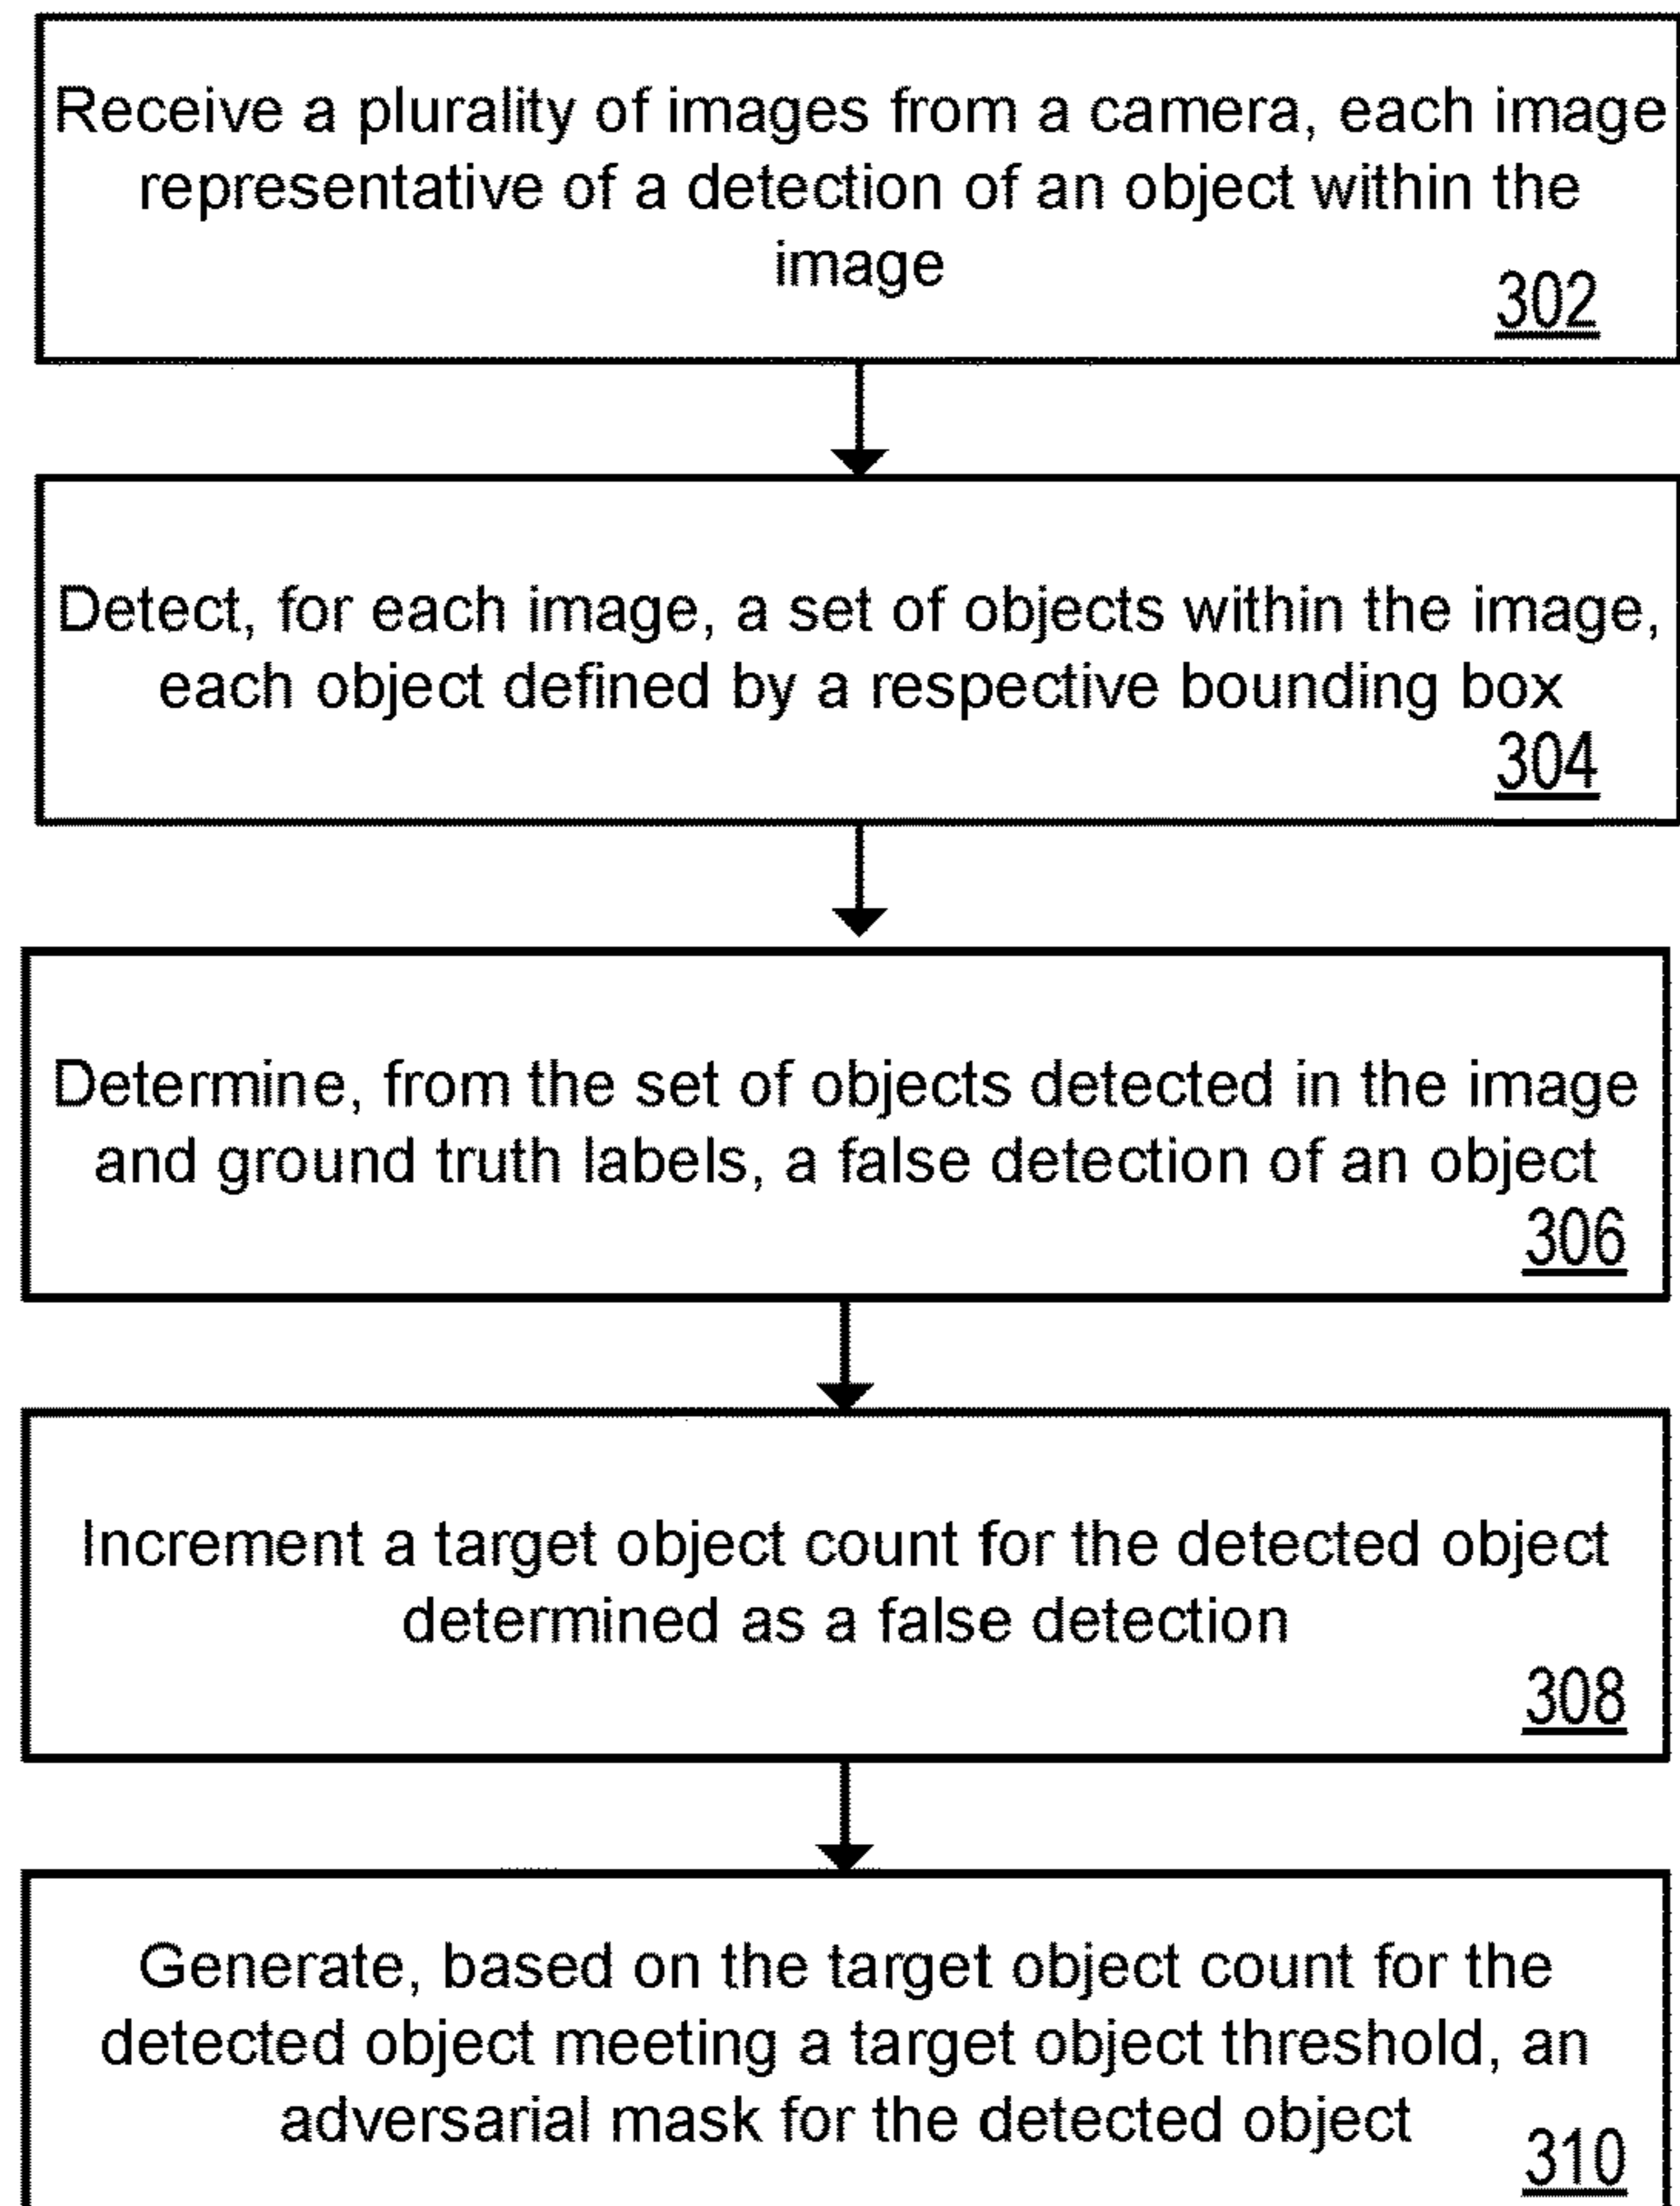 Receive a plurality of images from a camera, each image
representative of a detection of an object within the
image
302
Detect, for each image, a set of objects within the image,
each object defined by a respective bounding box
304
Determine, from the set of objects detected in the image
and ground truth labels, a false detection of an object
306
Increment a target object count for the detected object
determined as a false detection
308
Generate, based on the target object count for the
detected object meeting a target object threshold, an
adversarial mask for the detected object
310